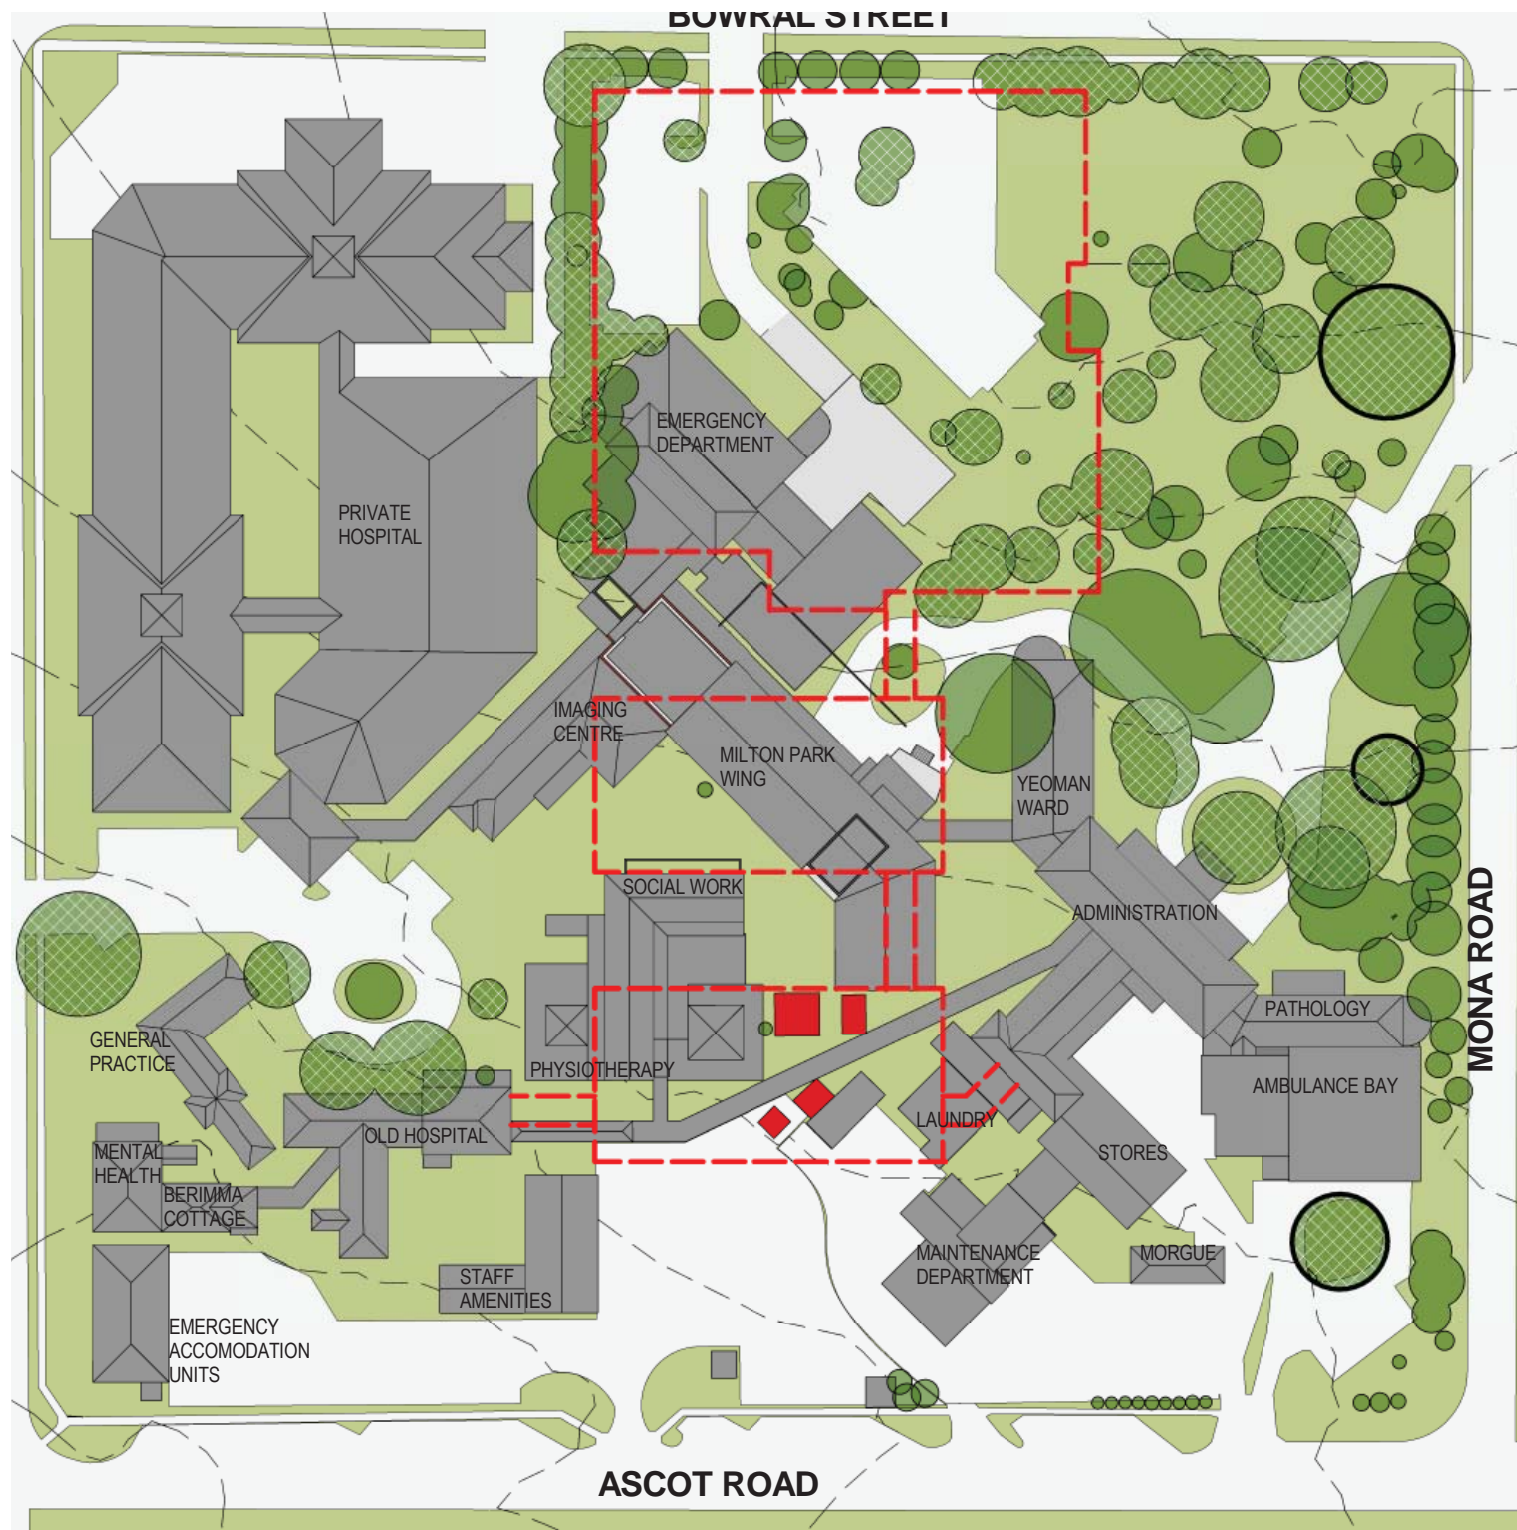 BOWRAL STREET
EMERGENCY
DEPARTMENT
PRIVATE
HOSPITAL
IMAGING
CENTRE
MILTON PARK
WING
YEOMAN
WARD
SOCIAL WORK
ADMINISTRATION
MONA ROAD
PATHOLOGY
GENERAL
PRACTICE
PHYSIOTHERAPY
AMBULANCE BAY
LAUNDRY
OLD HOSPITAL
MENTAL
HEALTH
STORES
BERIMMA
COTTAGE
MAINTENANCE
DEPARTMENT
MORGUE
STAFF
AMENITIES
EMERGENCY
ACCOMODATION
UNITS
ASCOT ROAD